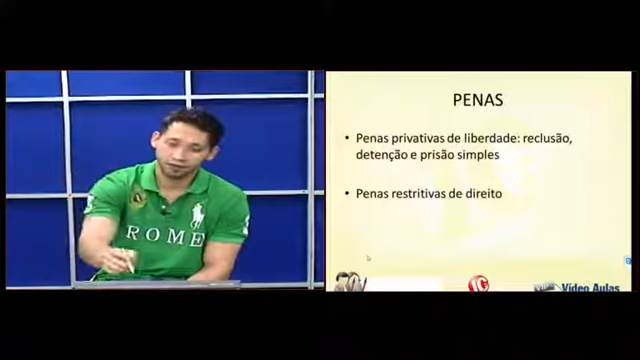 ROME
PENAS
• Penas privativas de liberdade: reclusão,
detenção e prisão simples
• Penas restritivas de direito
Vídeo Aulas